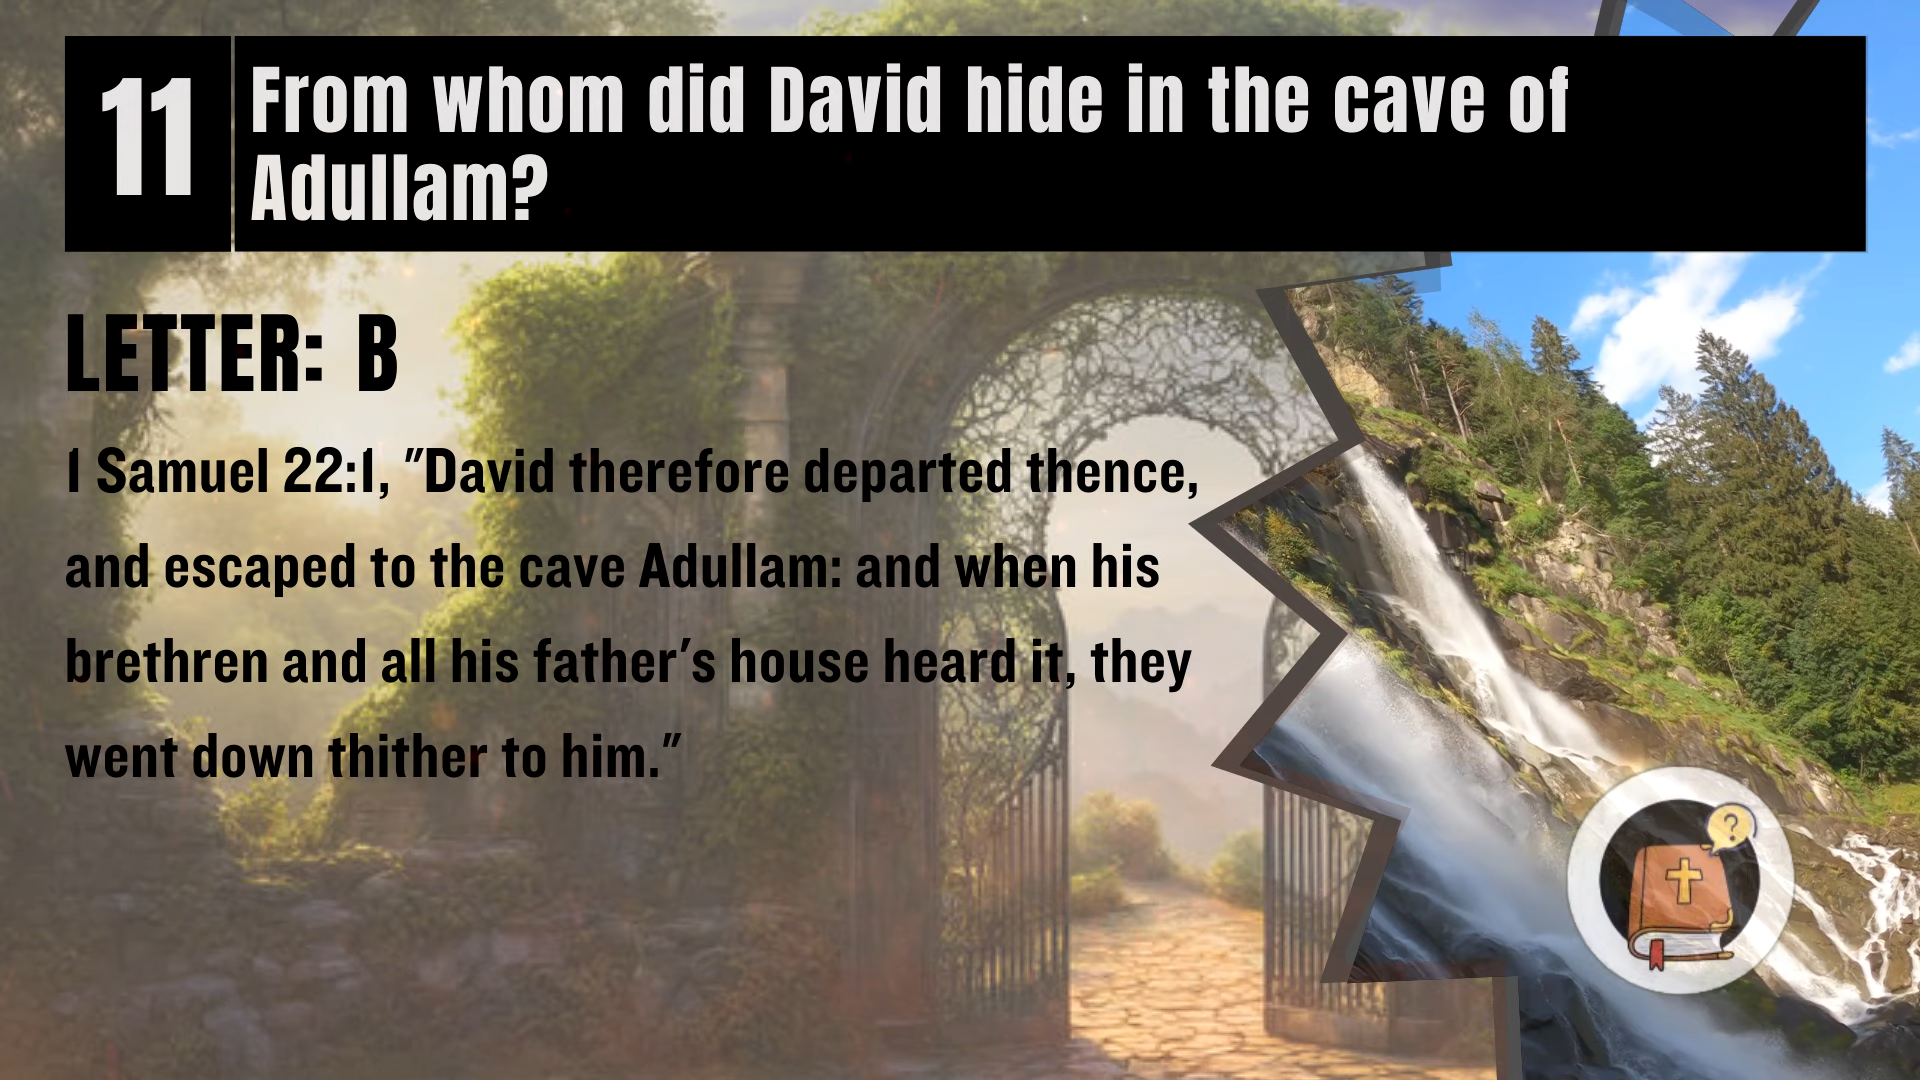 11
From whom did David hide in the cave of
Adullam?
LETTER: B
1 Samuel 22:1, "David therefore departed thence,
and escaped to the cave Adullam: and when his
brethren and all his father's house heard it, they
went down thither to him."
?